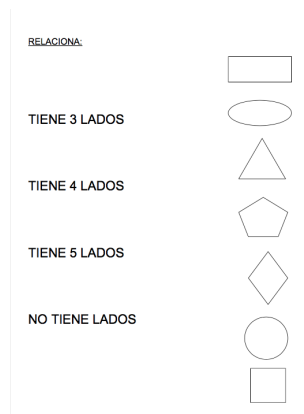 RELACIONA:
TIENE 3 LADOS
TIENE 4 LADOS
TIENE 5 LADOS
NO TIENE LADOS